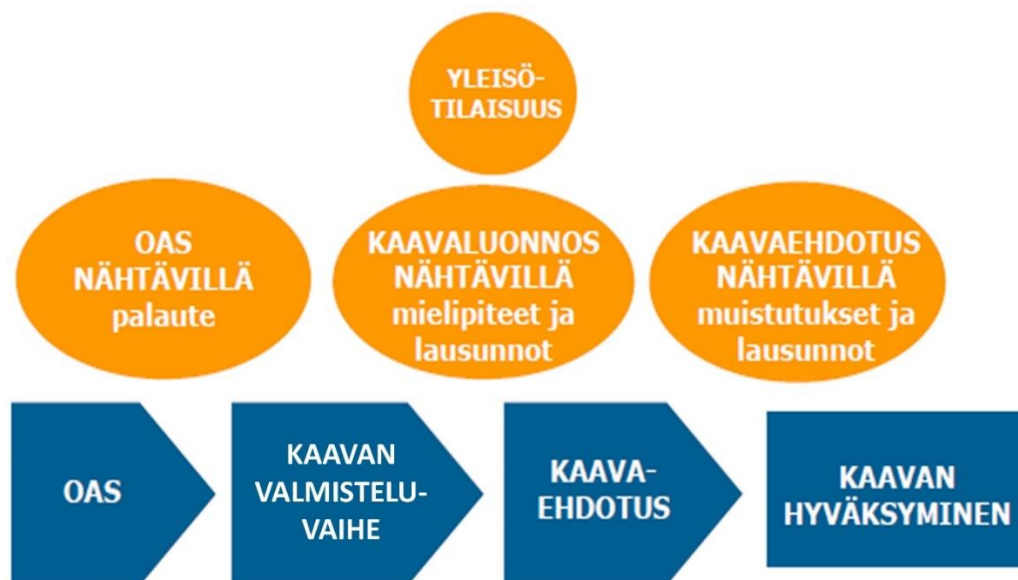 YLEISÖ-
TILAISUUS
OAS
NÄHTÄVILLÄ
palaute
KAAVALUONNOS
NÄHTÄVILLÄ
mielipiteet ja
lausunnot
KAAVAEHDOTUS
NÄHTÄVILLÄ
muistutukset ja
lausunnot
OAS
KAAVAN
VALMISTELU-
VAIHE
KAAVA-
EHDOTUS
KAAVAN
HYVÄKSYMINEN